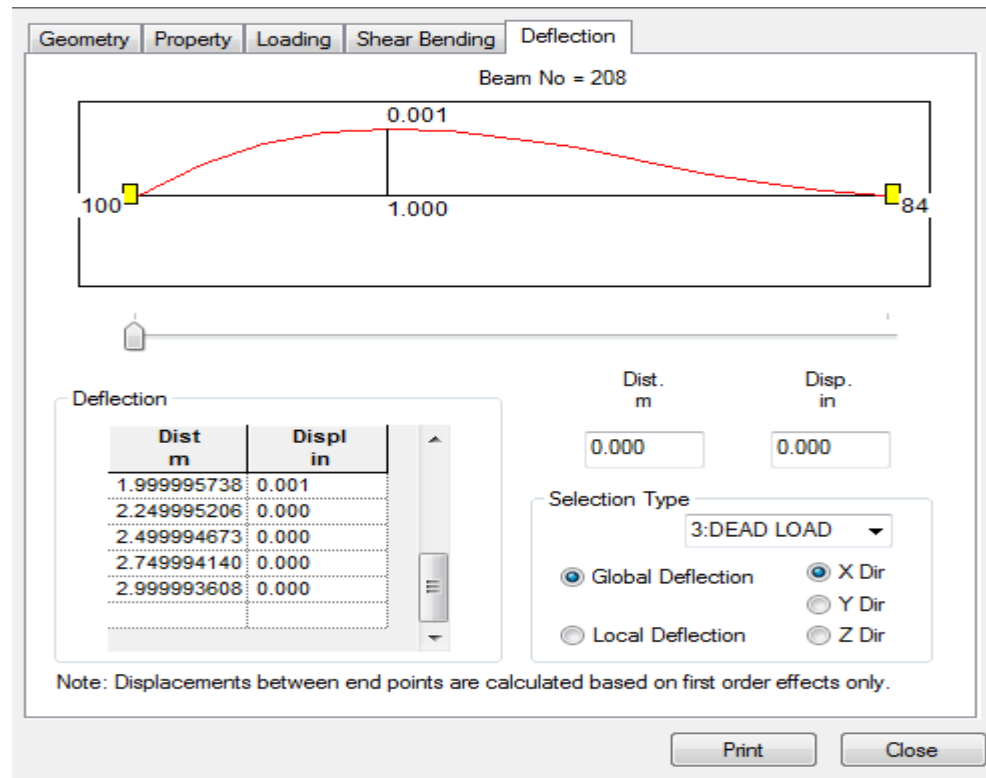 Geometry Property Loading Shear Bending Deflection
Beam No = 208
0.001
100 84
1.000
Dist. Disp.
m in
0.000 0.000
Deflection
Dist Displ
m in
1.999995738 0.001
2.249995206 0.000
2.499994673 0.000
2.749994140 0.000
2.999993608 0.000
Selection Type
3:DEAD LOAD
Global Deflection X Dir
Y Dir
Local Deflection Z Dir
Note: Displacements between end points are calculated based on first order effects only.
Print Close